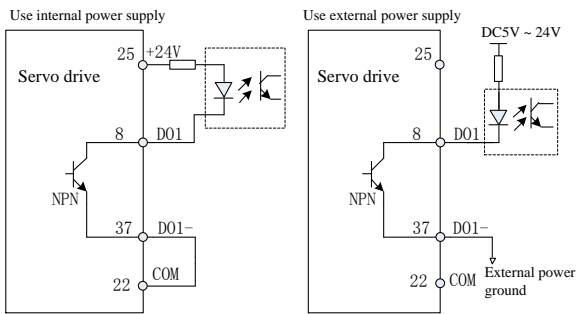 Use internal power supply
25
+24V
Servo drive
8
DO1
NPN
37
DO1-
22
COM
Use external power supply
DC5V ~ 24V
25
Servo drive
8
DO1
NPN
37
DO1-
22
COM
External power
ground